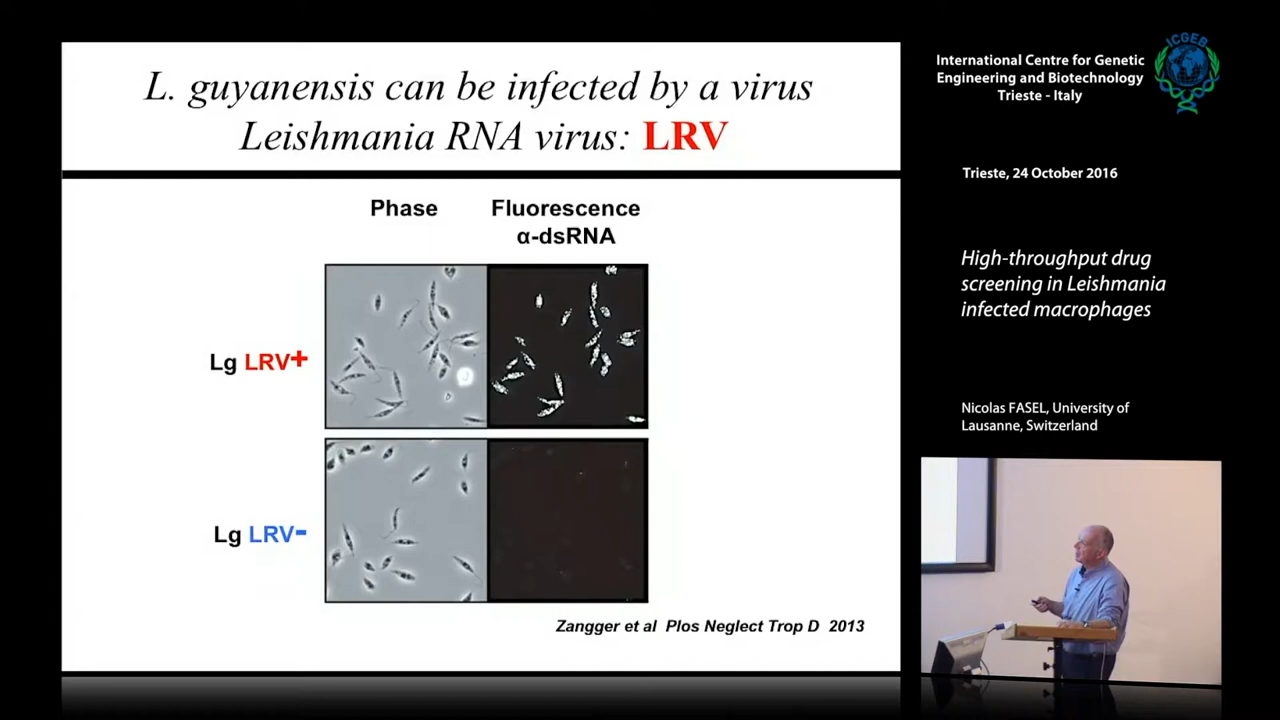 L. guyanensis can be infected by a virus
Leishmania RNA virus: LRV
Phase
Fluorescence
α-dsRNA
Lg LRV+
Lg LRV-
Zangger et al Plos Neglect Trop D 2013
International Centre for Genetic
Engineering and Biotechnology
Trieste - Italy
ICGEB
Trieste, 24 October 2016
High-throughput drug
screening in Leishmania
infected macrophages
Nicolas FASEL, University of
Lausanne, Switzerland